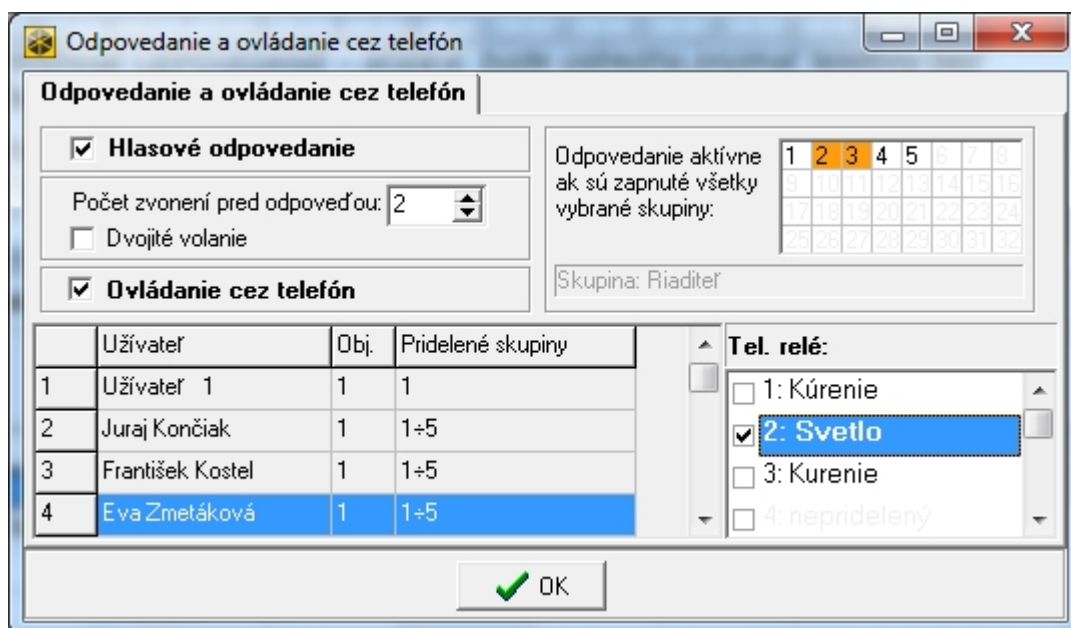 Odpovedanie a ovládanie cez telefón
Odpovedanie a ovládanie cez telefón
Hlasové odpovedanie
Počet zvonení pred odpoveďou: 2
Dvojité volanie
Ovládanie cez telefón
Odpovedanie aktívne
ak sú zapnuté všetky
vybrané skupiny:
1 2 3 4 5 6 7 8
9 10 11 12 13 14 15 16
17 18 19 20 21 22 23 24
25 26 27 28 29 30 31 32
Skupina: Riaditeľ
Užívateľ Obj. Pridelené skupiny
1 Užívateľ 1 1 1
2 Juraj Končiak 1 1÷5
3 František Kostel 1 1÷5
4 Eva Zmetáková 1 1÷5
Tel. relé:
1: Kúrenie
2: Svetlo
3: Kurenie
4: nepridelený
OK